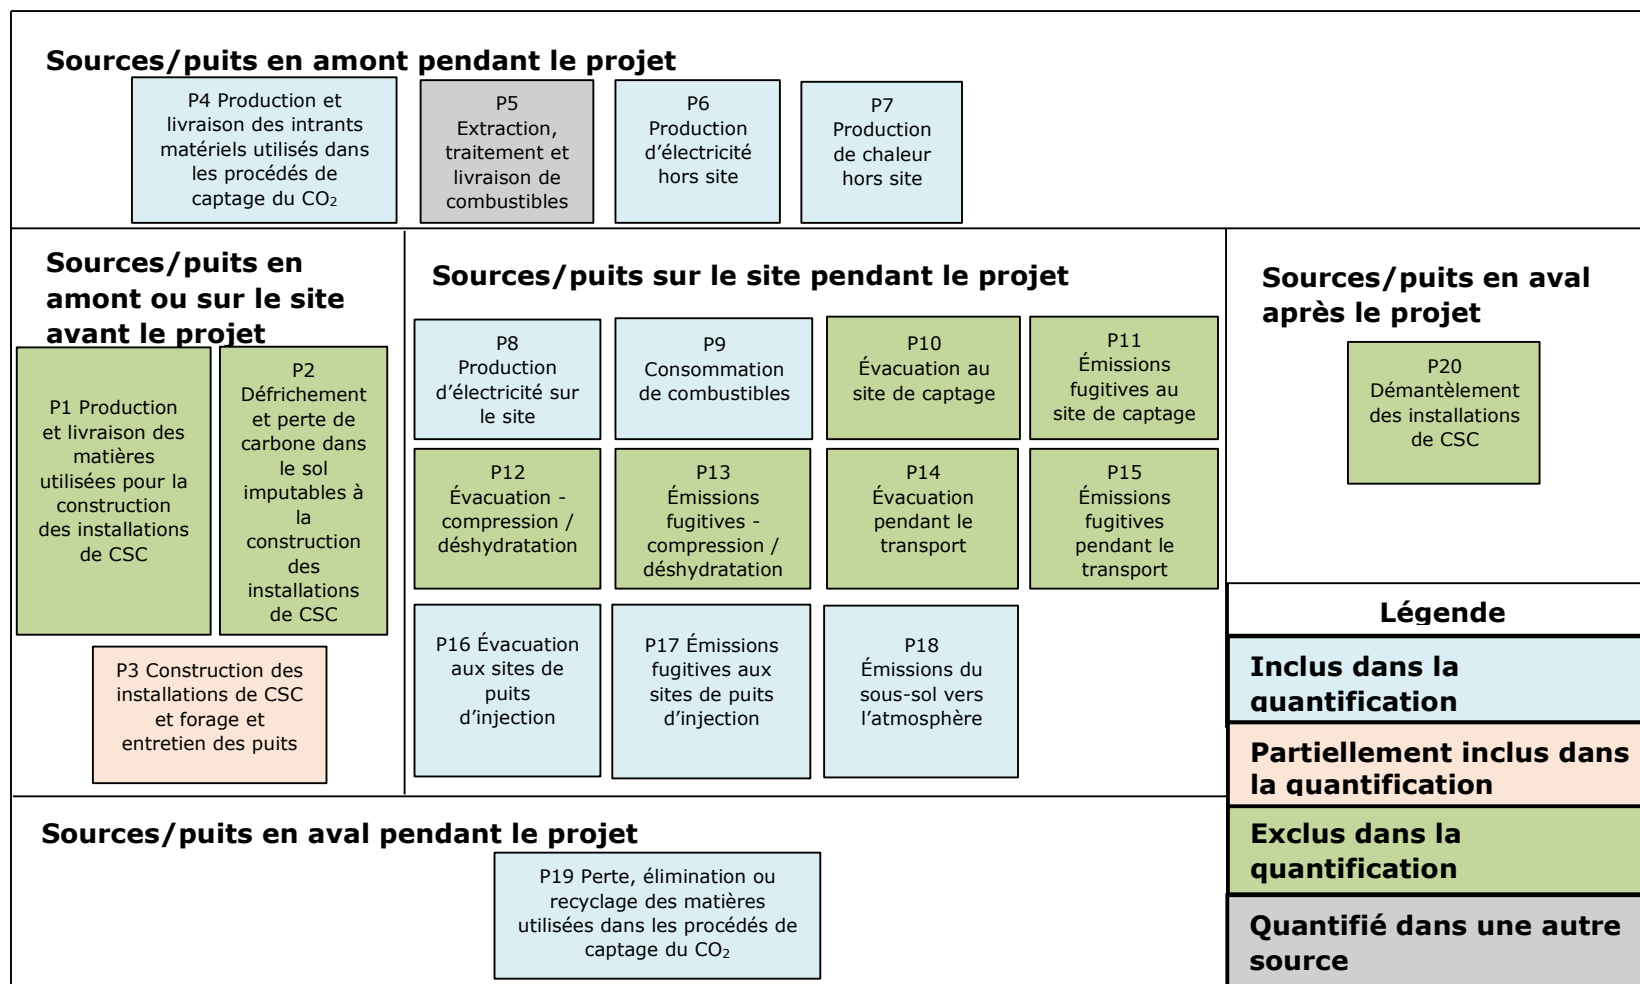 Sources/puits en amont pendant le projet
P4 Production et
livraison des intrants
matériels utilisés dans
les procédés de
captage du CO₂
P5
Extraction,
traitement et
livraison de
combustibles
P6
Production
d’électricité
hors site
P7
Production
de chaleur
hors site
Sources/puits en
amont ou sur le site
avant le projet
P1 Production
et livraison des
matières
utilisées pour la
construction
des installations
de CSC
P2
Défrichement
et perte de
carbone dans
le sol
imputables à
la
construction
des
installations
de CSC
P3 Construction des
installations de CSC
et forage et
entretien des puits
Sources/puits sur le site pendant le projet
P8
Production
d’électricité sur
le site
P9
Consommation
de combustibles
P10
Évacuation au
site de captage
P11
Émissions
fugitives au
site de captage
P12
Évacuation -
compression /
déshydratation
P13
Émissions
fugitives -
compression /
déshydratation
P14
Évacuation
pendant le
transport
P15
Émissions
fugitives
pendant le
transport
P16 Évacuation
aux sites de
puits
d’injection
P17 Émissions
fugitives aux
sites de puits
d’injection
P18
Émissions du
sous-sol vers
l’atmosphère
Sources/puits en aval
après le projet
P20
Démantèlement
des installations
de CSC
Sources/puits en aval pendant le projet
P19 Perte, élimination ou
recyclage des matières
utilisées dans les procédés de
captage du CO₂
Légende
Inclus dans la
quantification
Partiellement inclus dans
la quantification
Exclus dans la
quantification
Quantifié dans une autre
source